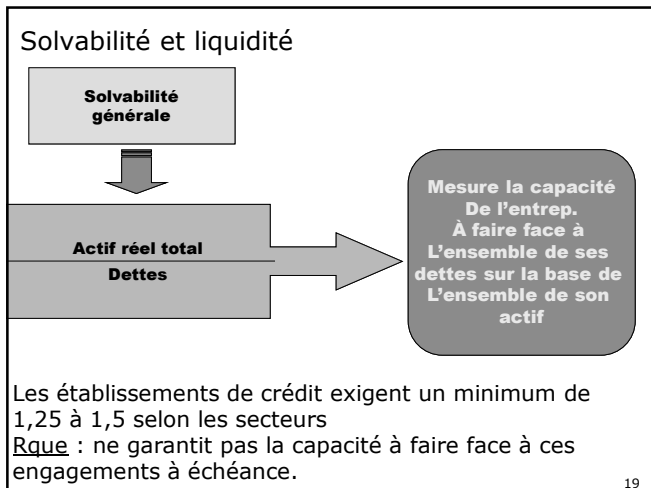 Solvabilité et liquidité
Solvabilité
générale
Actif réel total
Dettes
Mesure la capacité
De l'entrep.
À faire face à
L'ensemble de ses
dettes sur la base de
L'ensemble de son
actif
Les établissements de crédit exigent un minimum de
1,25 à 1,5 selon les secteurs
Rque : ne garantit pas la capacité à faire face à ces
engagements à échéance.
19